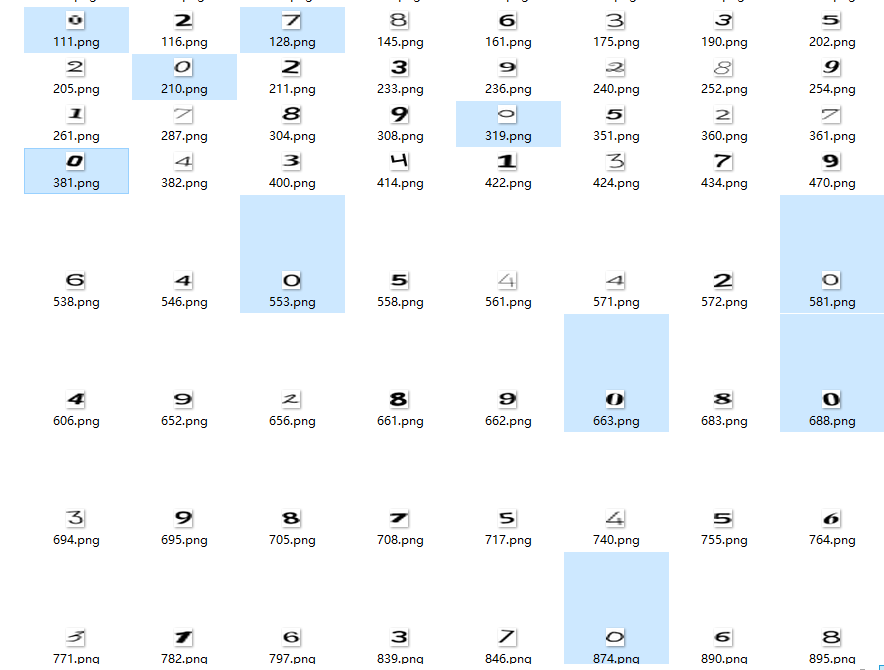 0 2 7 8 6 3 3 5
111.png 116.png 128.png 145.png 161.png 175.png 190.png 202.png
2 0 2 3 9 2 8 9
205.png 210.png 211.png 233.png 236.png 240.png 252.png 254.png
1 7 8 9 0 5 2 7
261.png 287.png 304.png 308.png 319.png 351.png 360.png 361.png
0 4 3 4 1 3 7 9
381.png 382.png 400.png 414.png 422.png 424.png 434.png 470.png
6 4 0 5 4 4 2 0
538.png 546.png 553.png 558.png 561.png 571.png 572.png 581.png
4 9 2 8 9 0 8 0
606.png 652.png 656.png 661.png 662.png 663.png 683.png 688.png
3 9 8 7 5 4 5 6
694.png 695.png 705.png 708.png 717.png 740.png 755.png 764.png
3 1 6 3 7 0 6 8
771.png 782.png 797.png 839.png 846.png 874.png 890.png 895.png